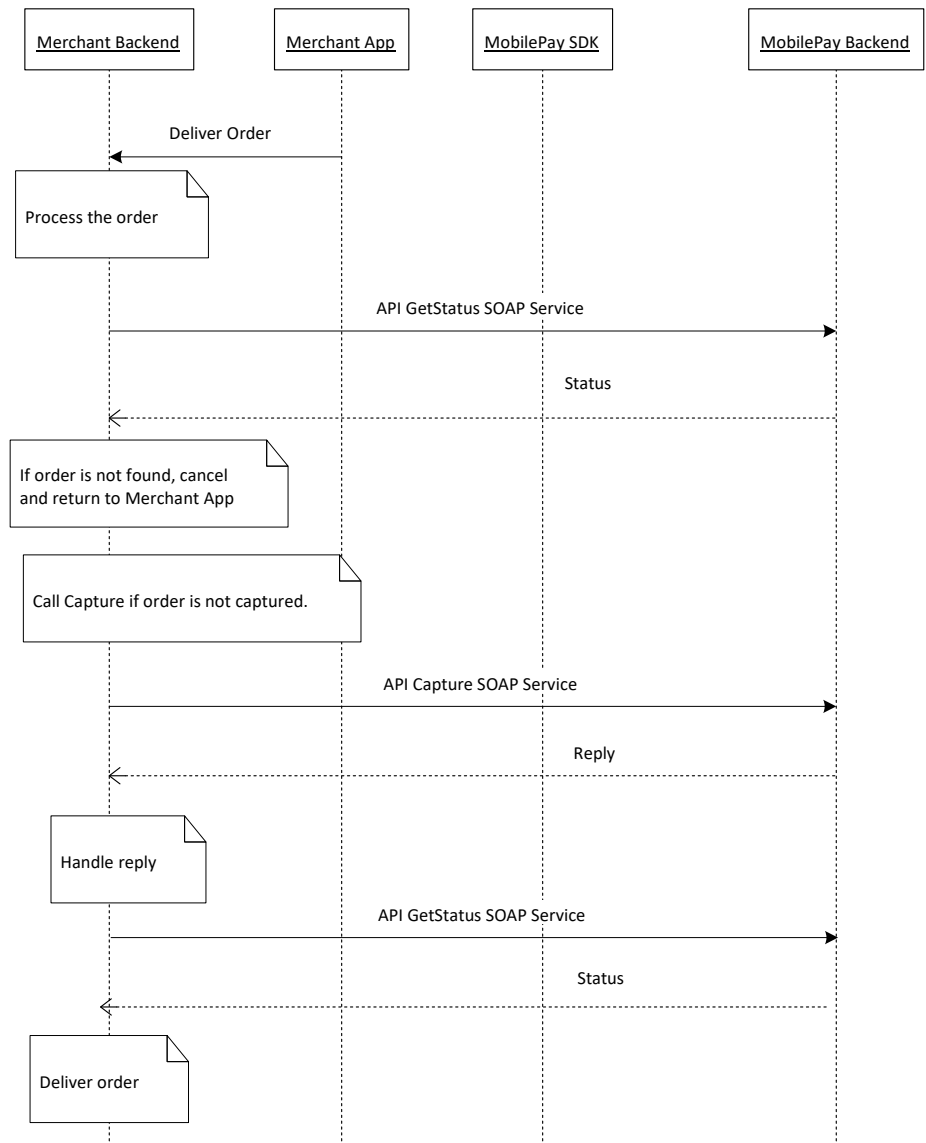 Merchant Backend
Merchant App
MobilePay SDK
MobilePay Backend
Deliver Order
Process the order
API GetStatus SOAP Service
Status
If order is not found, cancel
and return to Merchant App
Call Capture if order is not captured.
API Capture SOAP Service
Reply
Handle reply
API GetStatus SOAP Service
Status
Deliver order